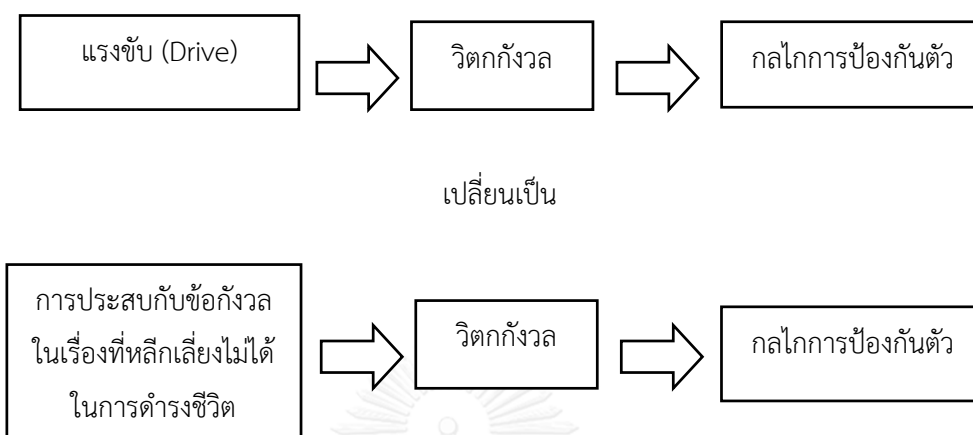 แรงขับ (Drive)
วิตกกังวล
กลไกการป้องกันตัว
เปลี่ยนเป็น
การประสบกับข้อกังวล
ในเรื่องที่หลีกเลี่ยงไม่ได้
ในการดำรงชีวิต
วิตกกังวล
กลไกการป้องกันตัว